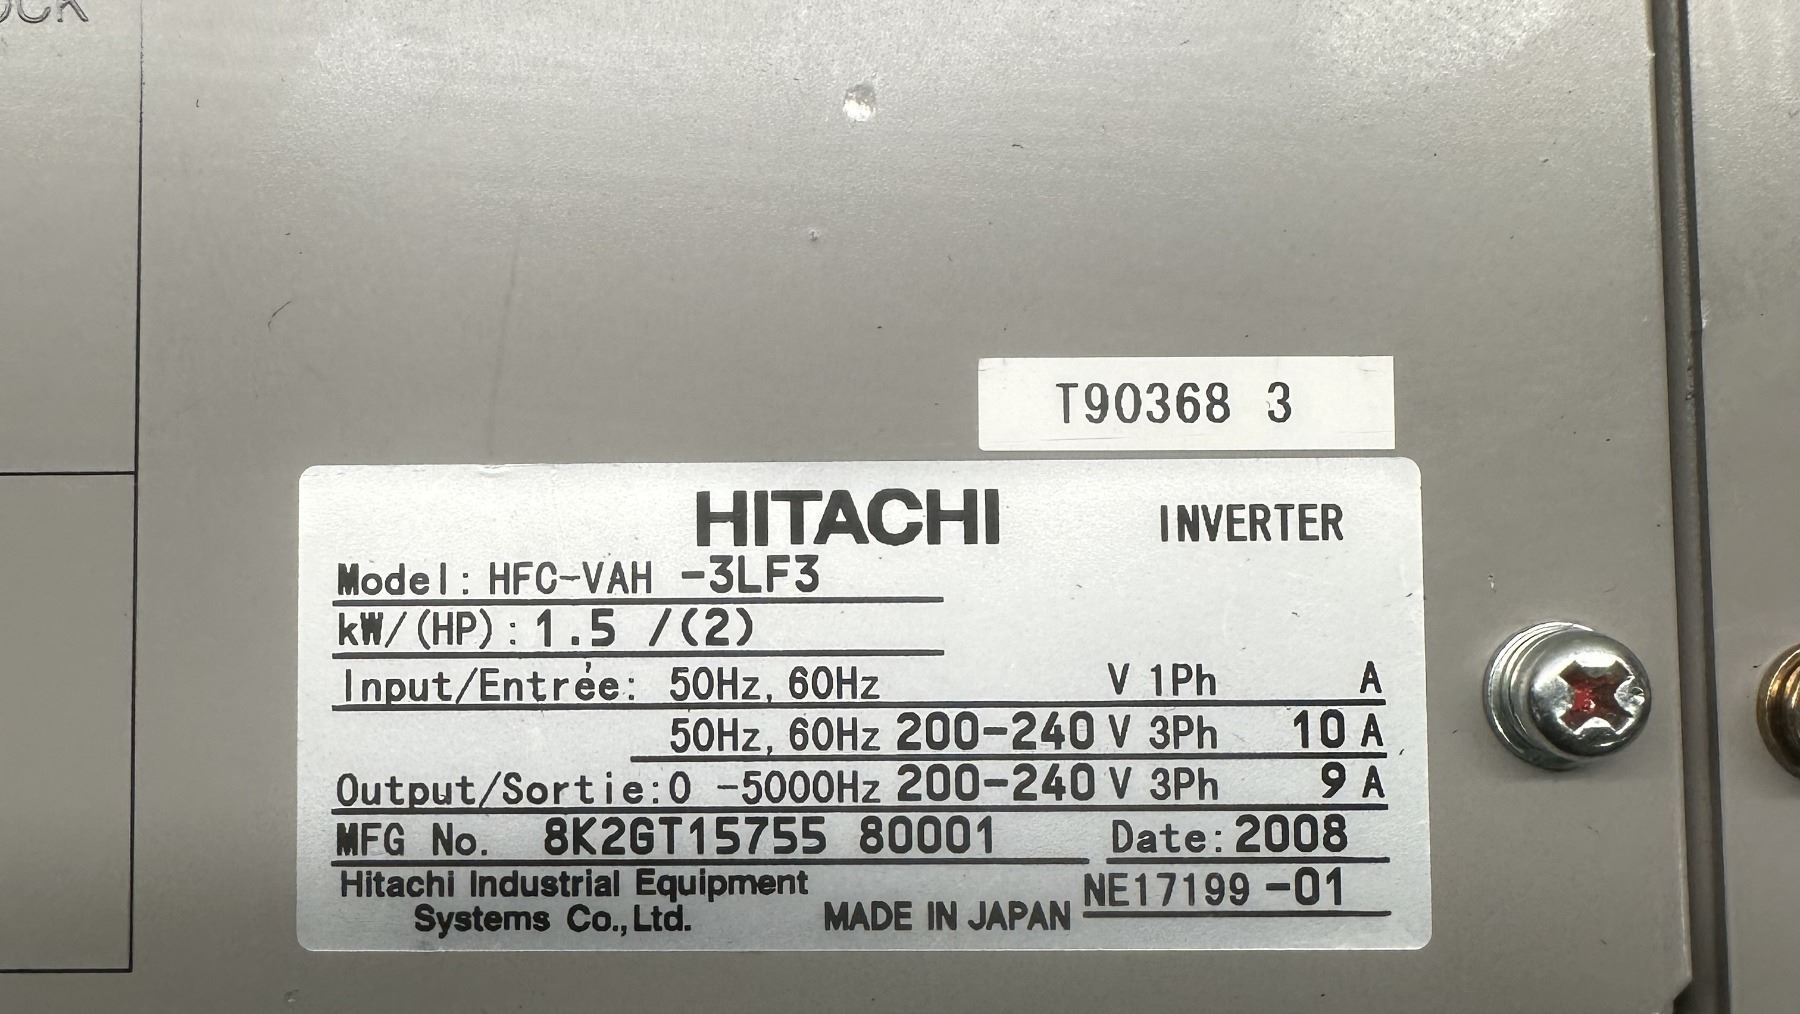 T90368 3
HITACHI INVERTER
Model: HFC-VAH -3LF3
kW/(HP): 1.5 /(2)
Input/Entrée: 50Hz, 60Hz V 1Ph A
50Hz, 60Hz 200-240 V 3Ph 10 A
Output/Sortie:0 -5000Hz 200-240 V 3Ph 9 A
MFG No. 8K2GT15755 80001 Date: 2008
Hitachi Industrial Equipment
Systems Co.,Ltd. MADE IN JAPAN NE17199 -01